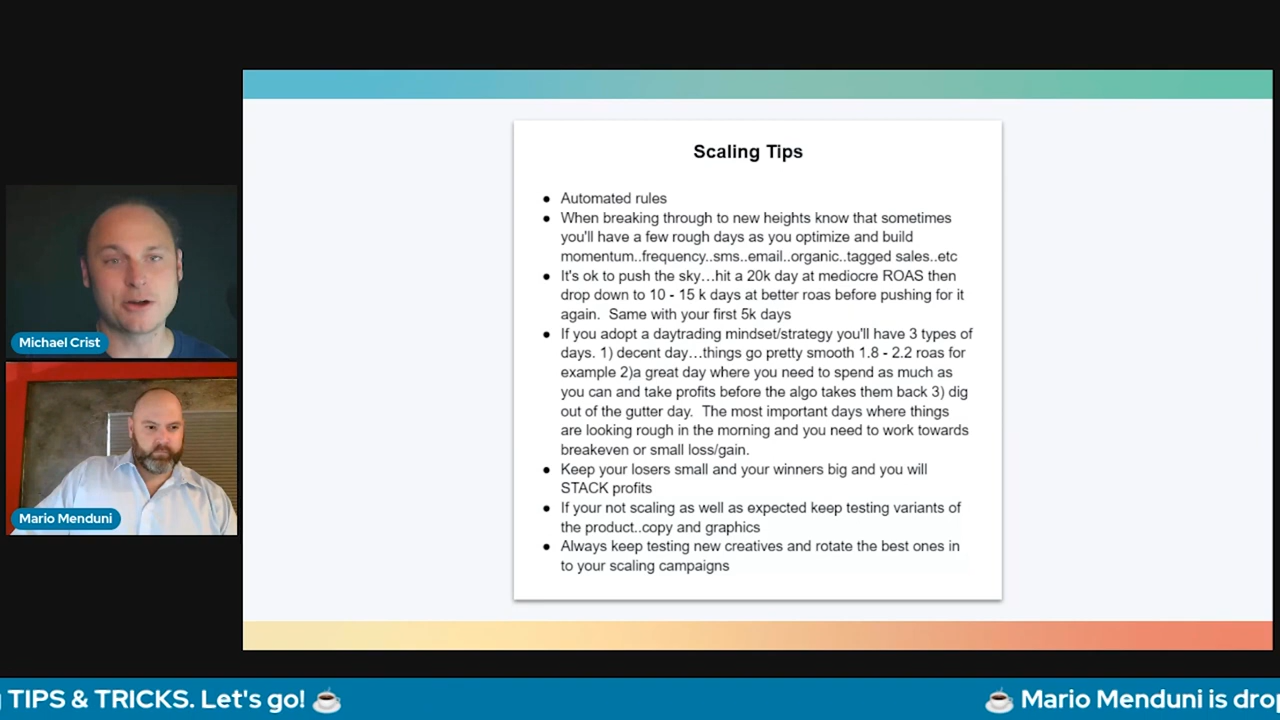 Scaling Tips
● Automated rules
● When breaking through to new heights know that sometimes
you'll have a few rough days as you optimize and build
momentum..frequency..sms..email..organic..tagged sales..etc
● It's ok to push the sky…hit a 20k day at mediocre ROAS then
drop down to 10 - 15 k days at better roas before pushing for it
again.  Same with your first 5k days
● If you adopt a daytrading mindset/strategy you'll have 3 types of
days. 1) decent day…things go pretty smooth 1.8 - 2.2 roas for
example 2)a great day where you need to spend as much as
you can and take profits before the algo takes them back 3) dig
out of the gutter day.  The most important days where things
are looking rough in the morning and you need to work towards
breakeven or small loss/gain.
● Keep your losers small and your winners big and you will
STACK profits
● If your not scaling as well as expected keep testing variants of
the product..copy and graphics
● Always keep testing new creatives and rotate the best ones in
to your scaling campaigns
Michael Crist
Mario Menduni
TIPS & TRICKS. Let's go! ☕ ☕ Mario Menduni is